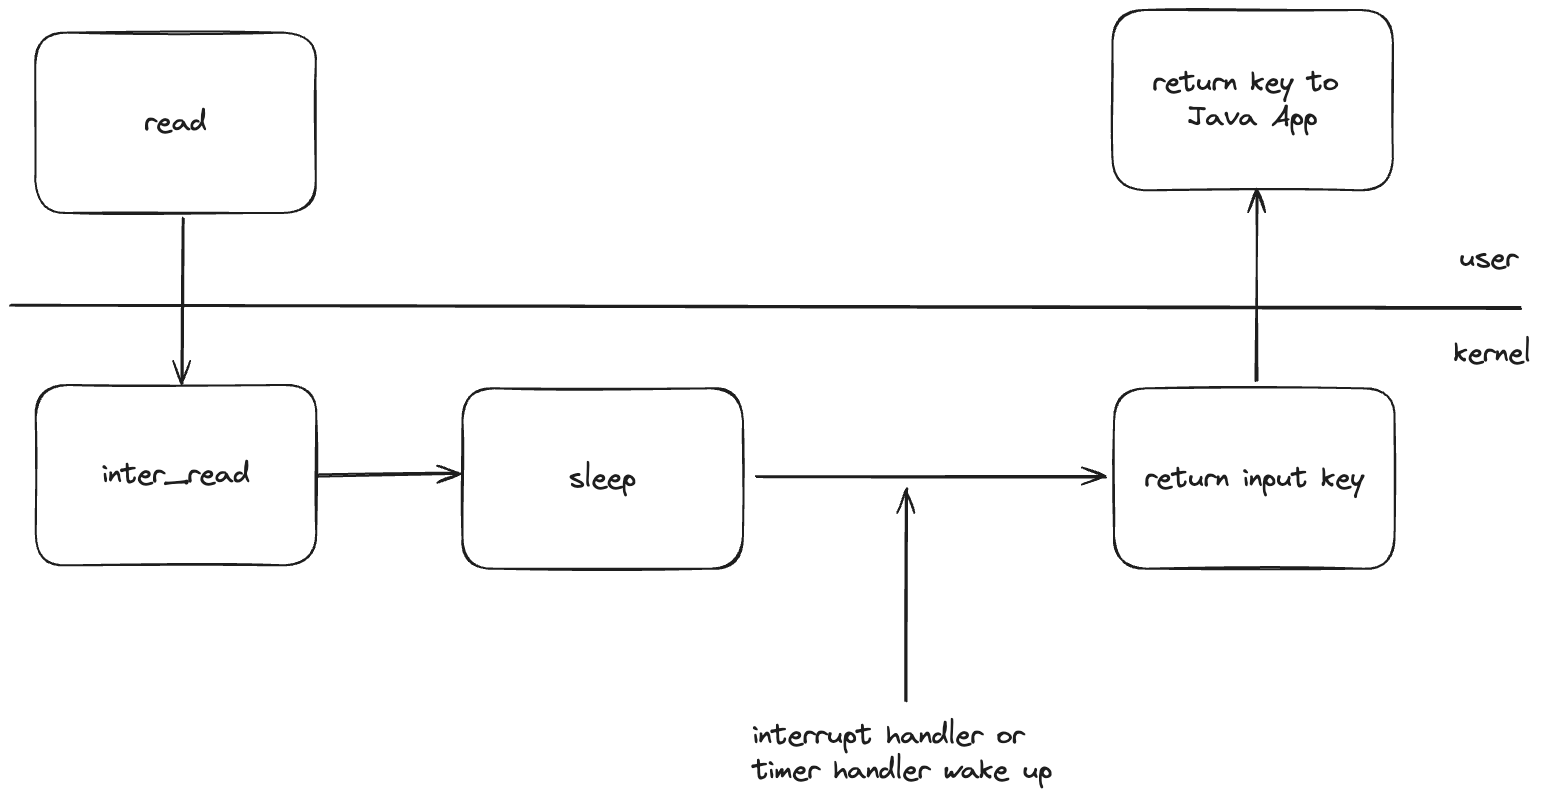 read
return key to
Java App
user
kernel
inter_read
sleep
return input key
interrupt handler or
timer handler wake up